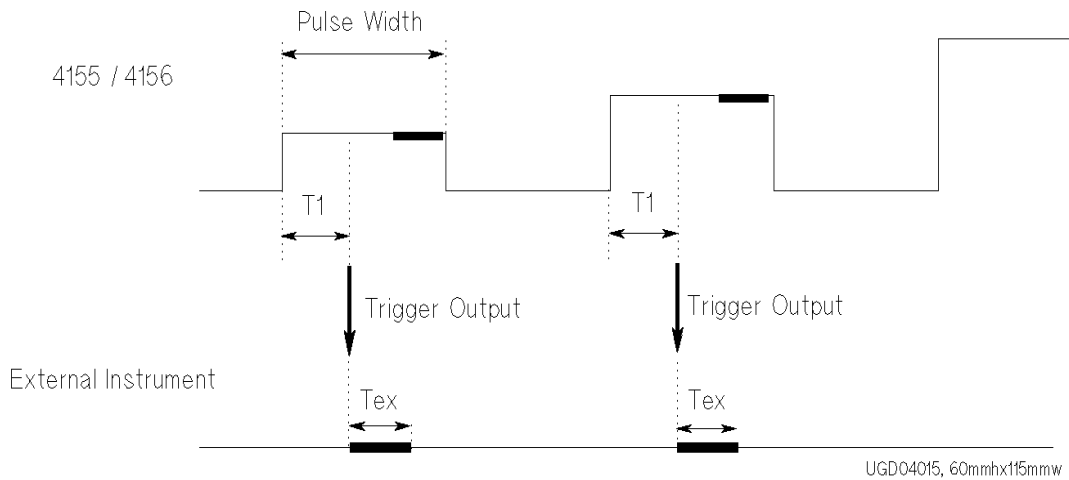 Pulse Width
4155 / 4156
T1
T1
Trigger Output
Trigger Output
External Instrument
Tex
Tex
UGD04015, 60mmhx115mmw